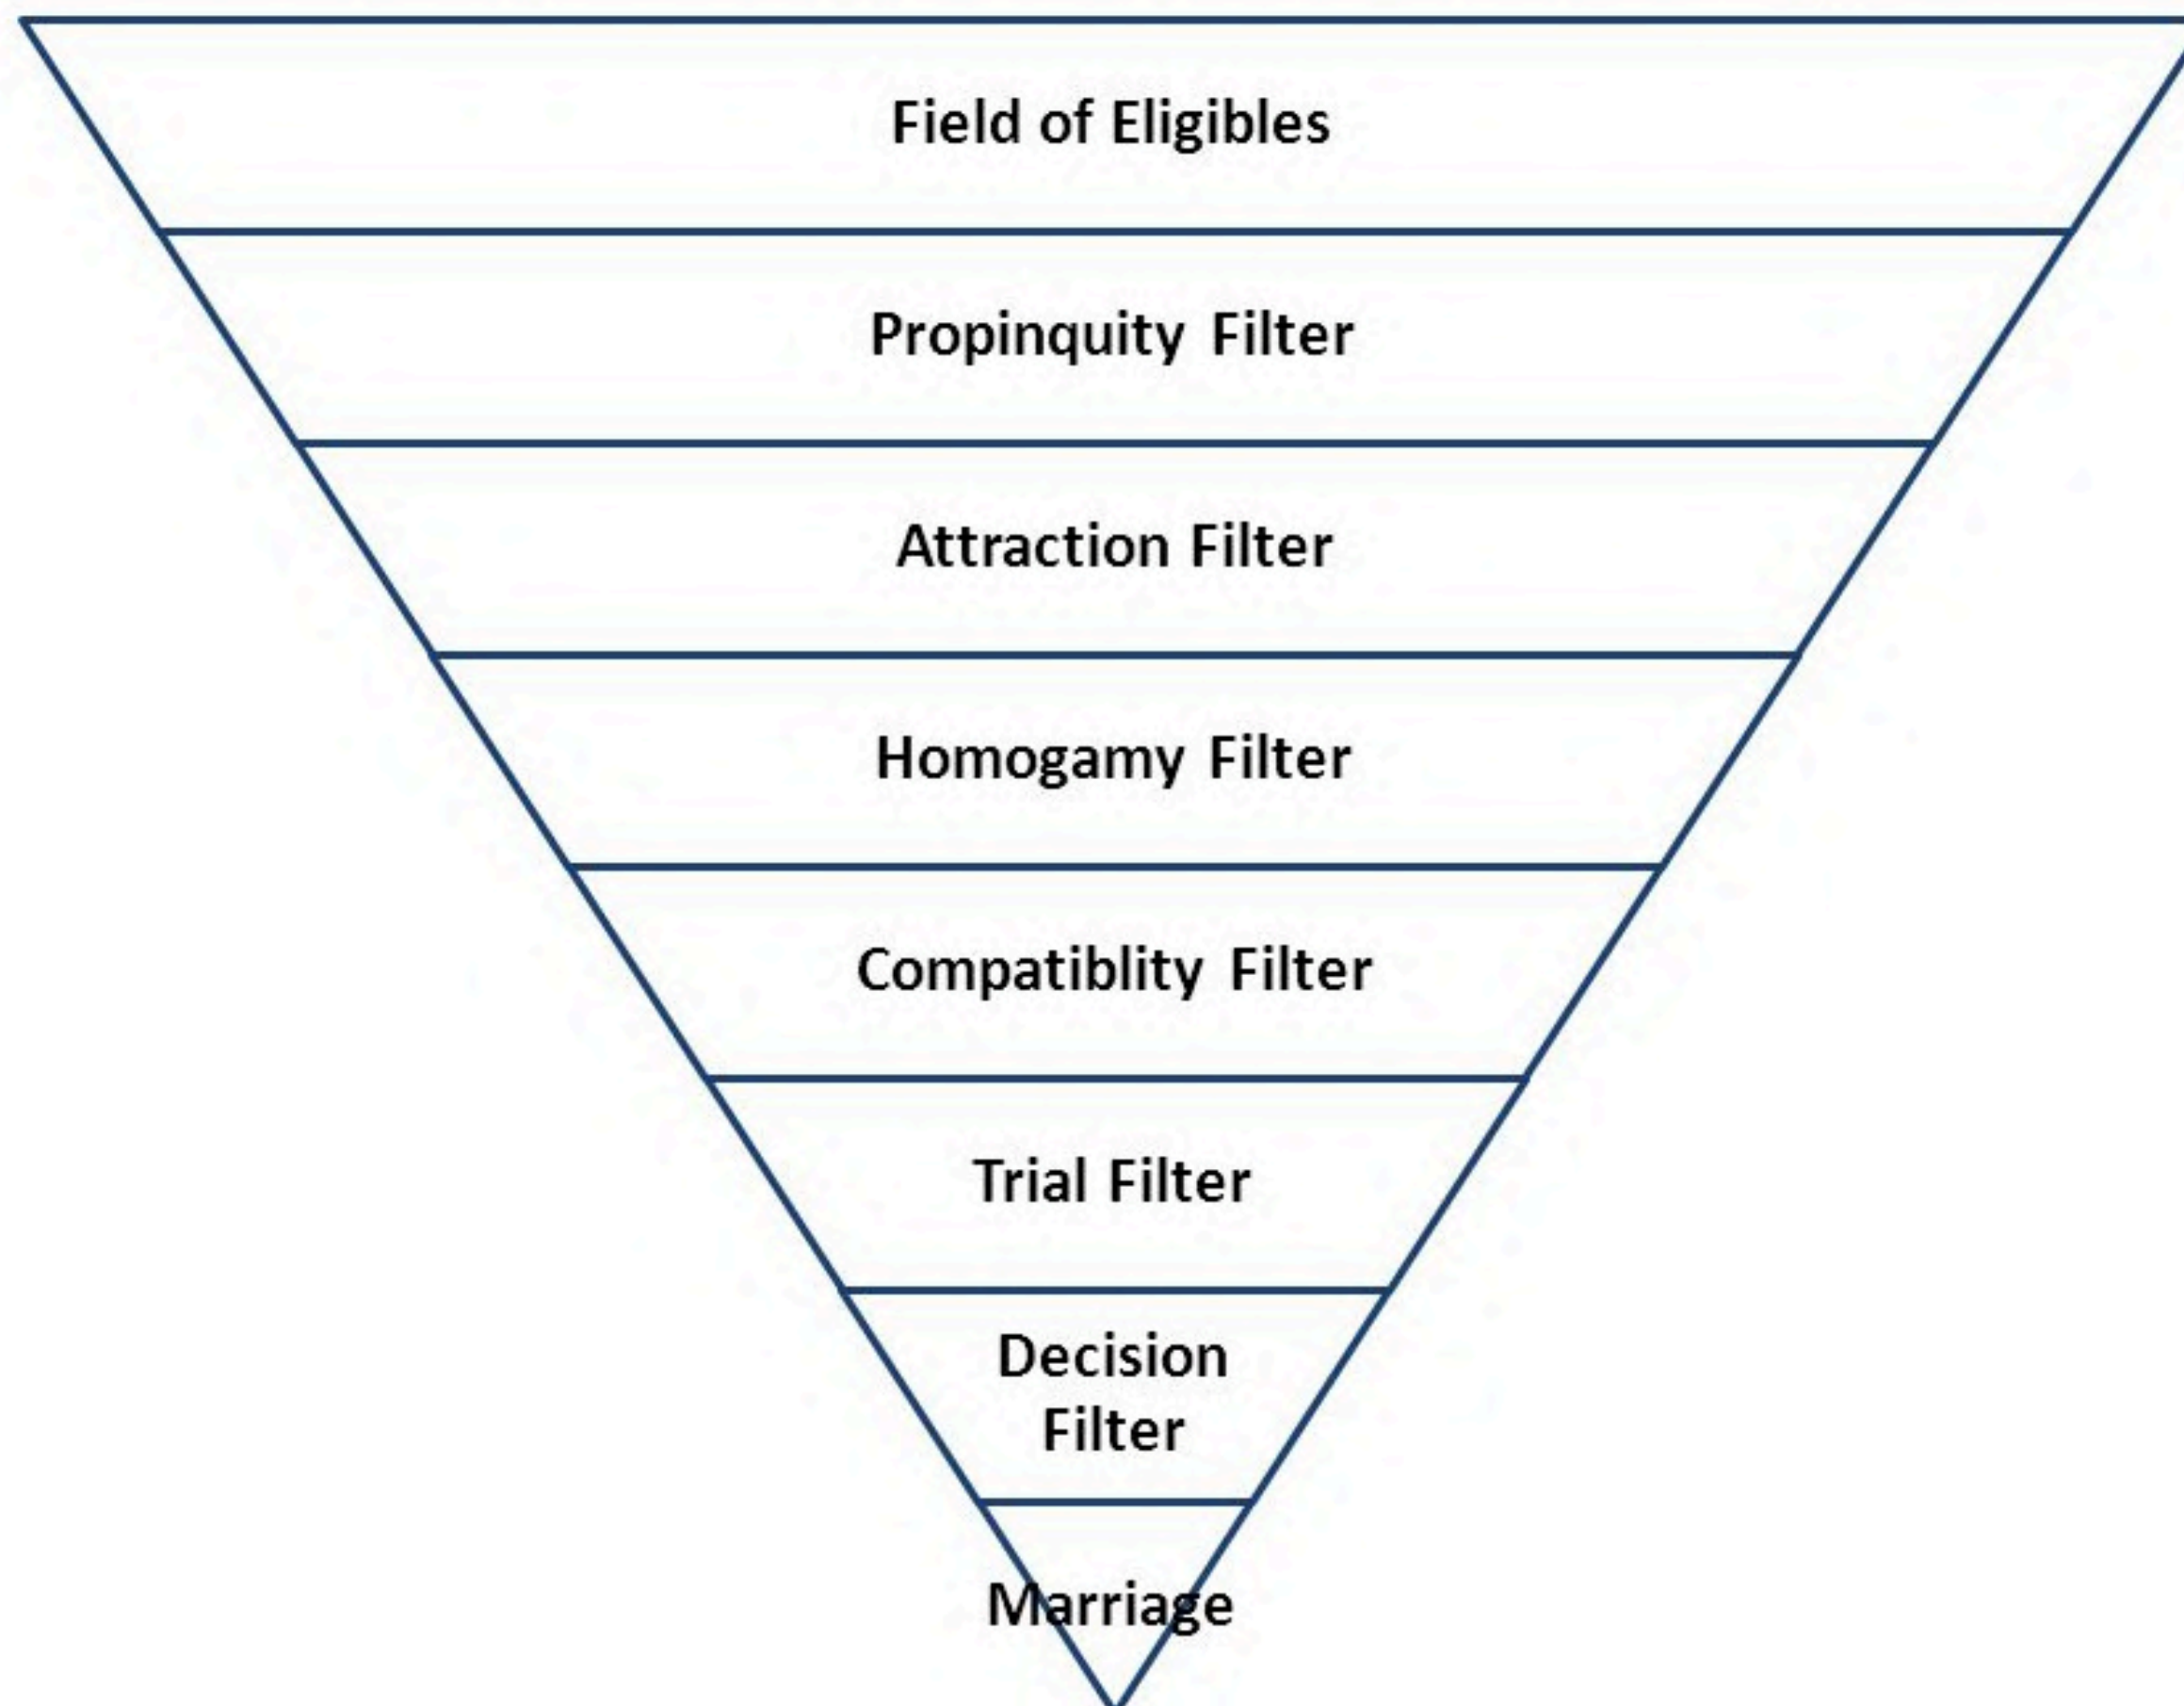 Field of Eligibles
Propinquity Filter
Attraction Filter
Homogamy Filter
Compatiblity Filter
Trial Filter
Decision
Filter
Marriage